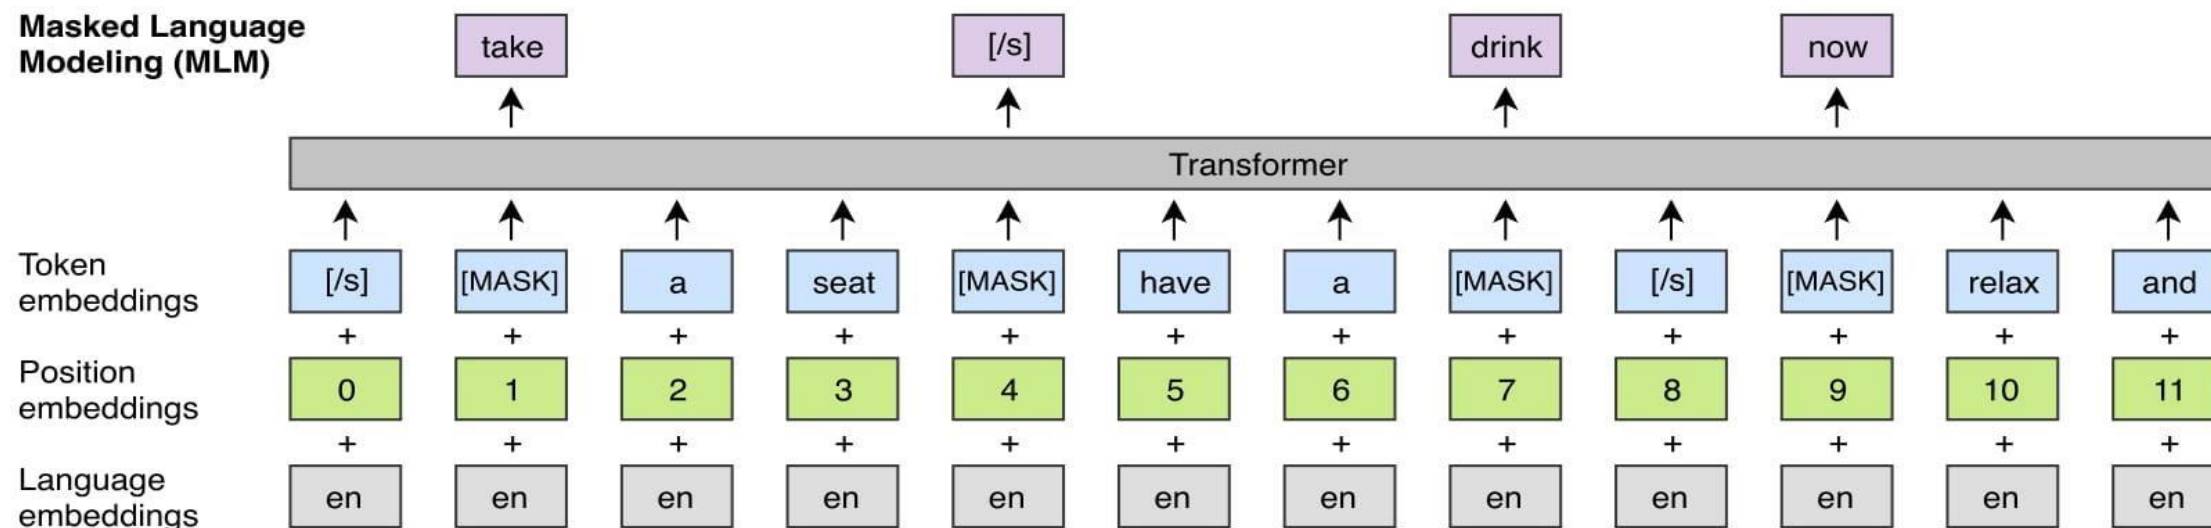 Masked Language
Modeling (MLM)
take [/s] drink now
Transformer
Token
embeddings
[/s] [MASK] a seat [MASK] have a [MASK] [/s] [MASK] relax and
+ + + + + + + + + + + +
Position
embeddings
0 1 2 3 4 5 6 7 8 9 10 11
+ + + + + + + + + + + +
Language
embeddings
en en en en en en en en en en en en